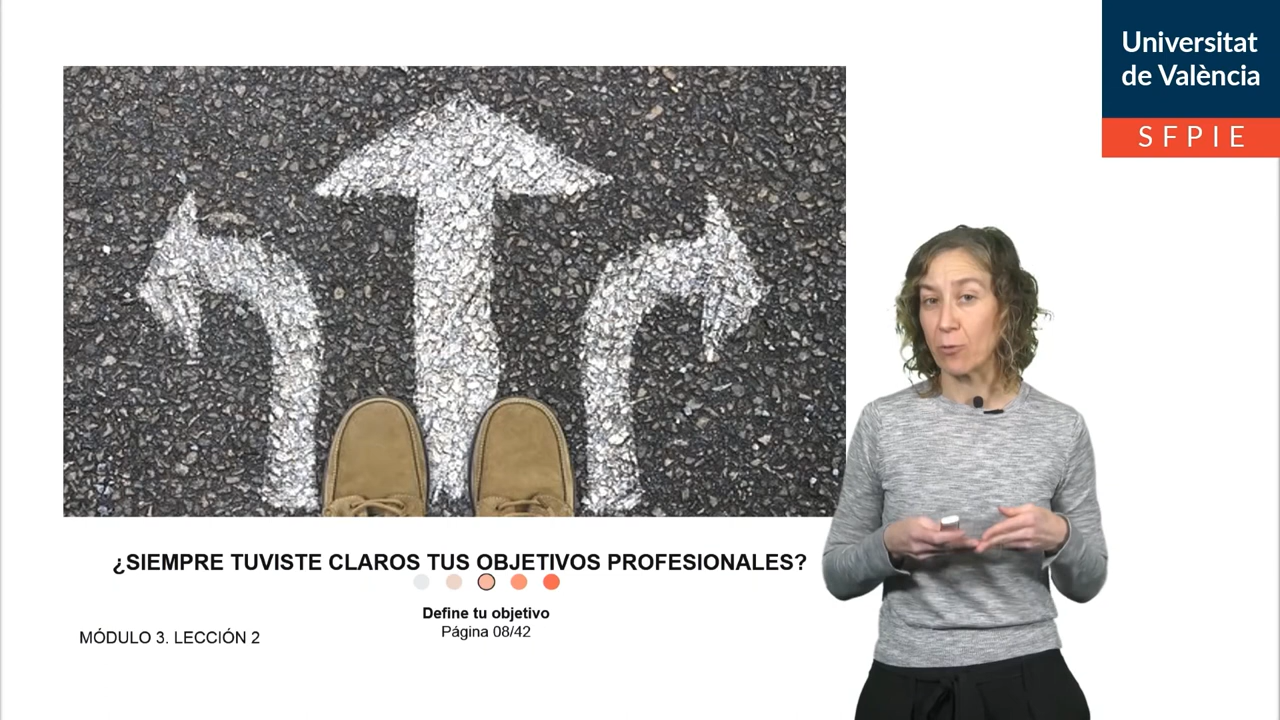 Universitat
de València
SFPIE
¿SIEMPRE TUVISTE CLAROS TUS OBJETIVOS PROFESIONALES?
Define tu objetivo
Página 08/42
MÓDULO 3. LECCIÓN 2